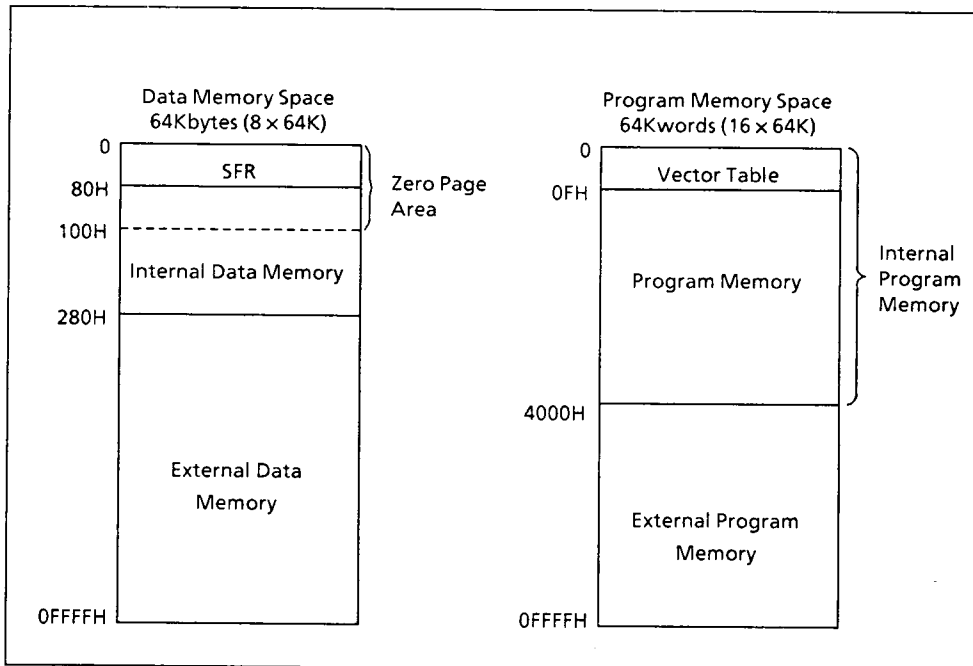 Data Memory Space
64Kbytes (8 x 64K)
0
SFR
80H
Zero Page
Area
100H
Internal Data Memory
280H
External Data
Memory
0FFFFH
Program Memory Space
64Kwords (16 x 64K)
0
Vector Table
0FH
Program Memory
Internal
Program
Memory
4000H
External Program
Memory
0FFFFH